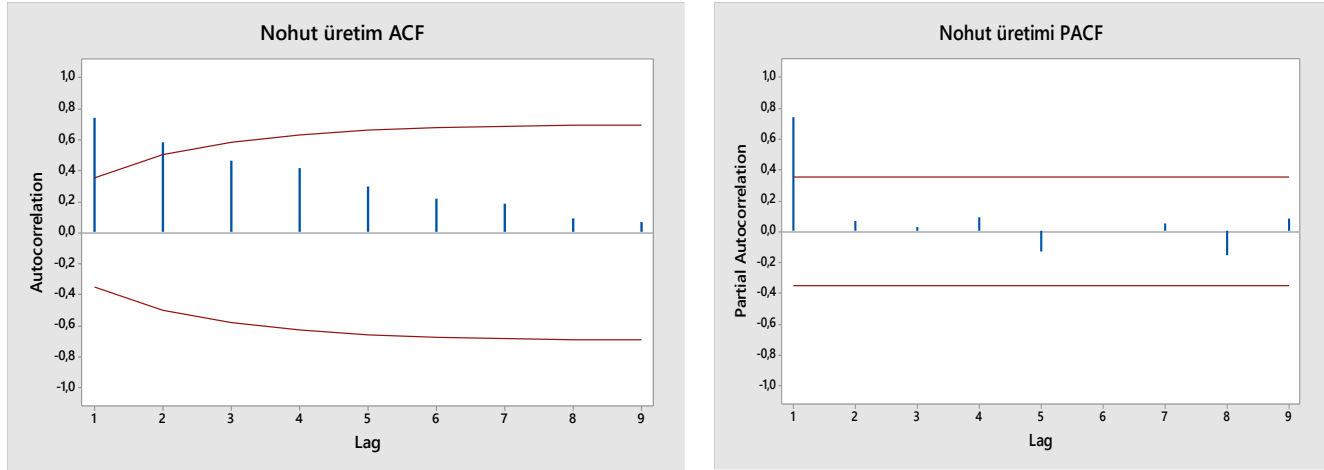 Nohut üretim ACF
Autocorrelation
1,0
0,8
0,6
0,4
0,2
0,0
-0,2
-0,4
-0,6
-0,8
-1,0
1 2 3 4 5 6 7 8 9
Lag
Nohut üretimi PACF
Partial Autocorrelation
1,0
0,8
0,6
0,4
0,2
0,0
-0,2
-0,4
-0,6
-0,8
-1,0
1 2 3 4 5 6 7 8 9
Lag